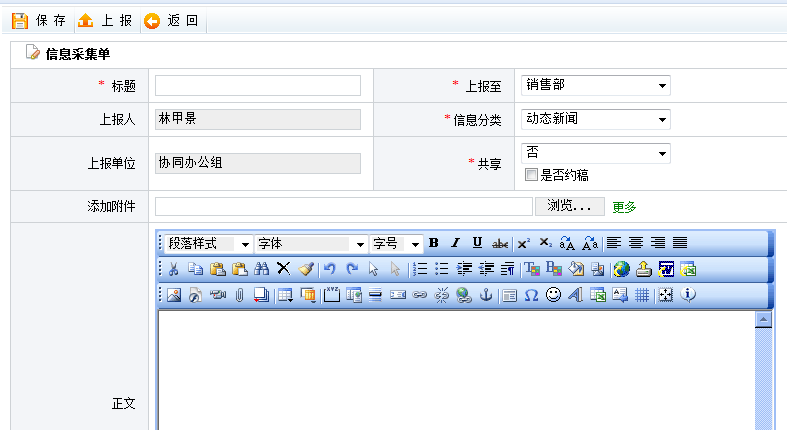 保 存 上 报 返 回
信息采集单
* 标题 * 上报至 销售部
上报人 林甲景 * 信息分类 动态新闻
上报单位 协同办公组 * 共享 否
是否约稿
添加附件 浏览... 更多
段落样式 字体 字号 B I U abc
正文